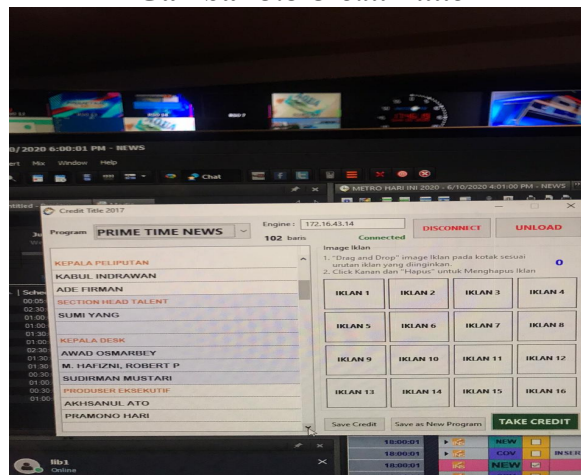 0/2020 6:00:01 PM - NEWS
ert Mix Window Help
Chat
METRO HARI INI 2020 - 6/10/2020 4:01:00 PM - NEWS
Credit Title 2017
Program PRIME TIME NEWS
Engine: 172.16.43.14
102 baris
Connected
DISCONNECT
UNLOAD
KEPALA PELIPUTAN
KABUL INDRAWAN
ADE FIRMAN
SECTION HEAD TALENT
SUMI YANG
KEPALA DESK
AWAD OSMARBEY
M. HAFIZNI, ROBERT P
SUDIRMAN MUSTARI
PRODUSER EKSEKUTIF
AKHSANUL ATO
PRAMONO HARI
Image Iklan
1. "Drag and Drop" image Iklan pada kotak sesuai
urutan iklan yang diinginkan.
2. Click Kanan dan "Hapus" untuk Menghapus Iklan
0
IKLAN 1 IKLAN 2 IKLAN 3 IKLAN 4
IKLAN 5 IKLAN 6 IKLAN 7 IKLAN 8
IKLAN 9 IKLAN 10 IKLAN 11 IKLAN 12
IKLAN 13 IKLAN 14 IKLAN 15 IKLAN 16
Save Credit
Save as New Program
TAKE CREDIT
lib1
Online
18:00:01 NEW
18:00:01 COV INSER
18:00:01 NEW